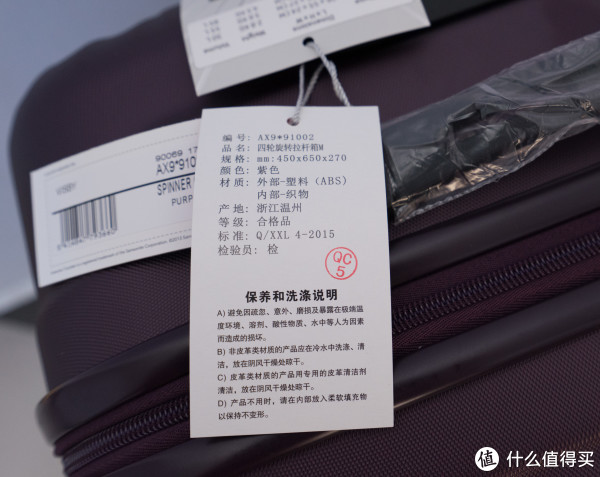 编 号: AX9*91002
品 名: 四轮旋转拉杆箱M
规 格: mm:450x650x270
颜 色: 紫色
材 质: 外部-塑料（ABS）
内部-织物
产 地: 浙江温州
等 级: 合格品
标 准: Q/XXL 4-2015
检验员: 检
QC
5
保养和洗涤说明
A) 避免因疏忽、意外、磨损及暴露在极端温
度环境、溶剂、酸性物质、水中等人为因素
而造成的损坏。
B) 非皮革类材质的产品应在冷水中洗涤、清
洁，放在阴风干燥处晾干。
C) 皮革类材质的产品用专用的皮革清洁剂
清洁，放在阴风干燥处晾干。
D) 产品不用时，请在内部放入柔软填充物
以保持不变形。
90069 17
AX9*910
SPINNER
PURP
Dimensions
Weight
Volume
值 什么值得买